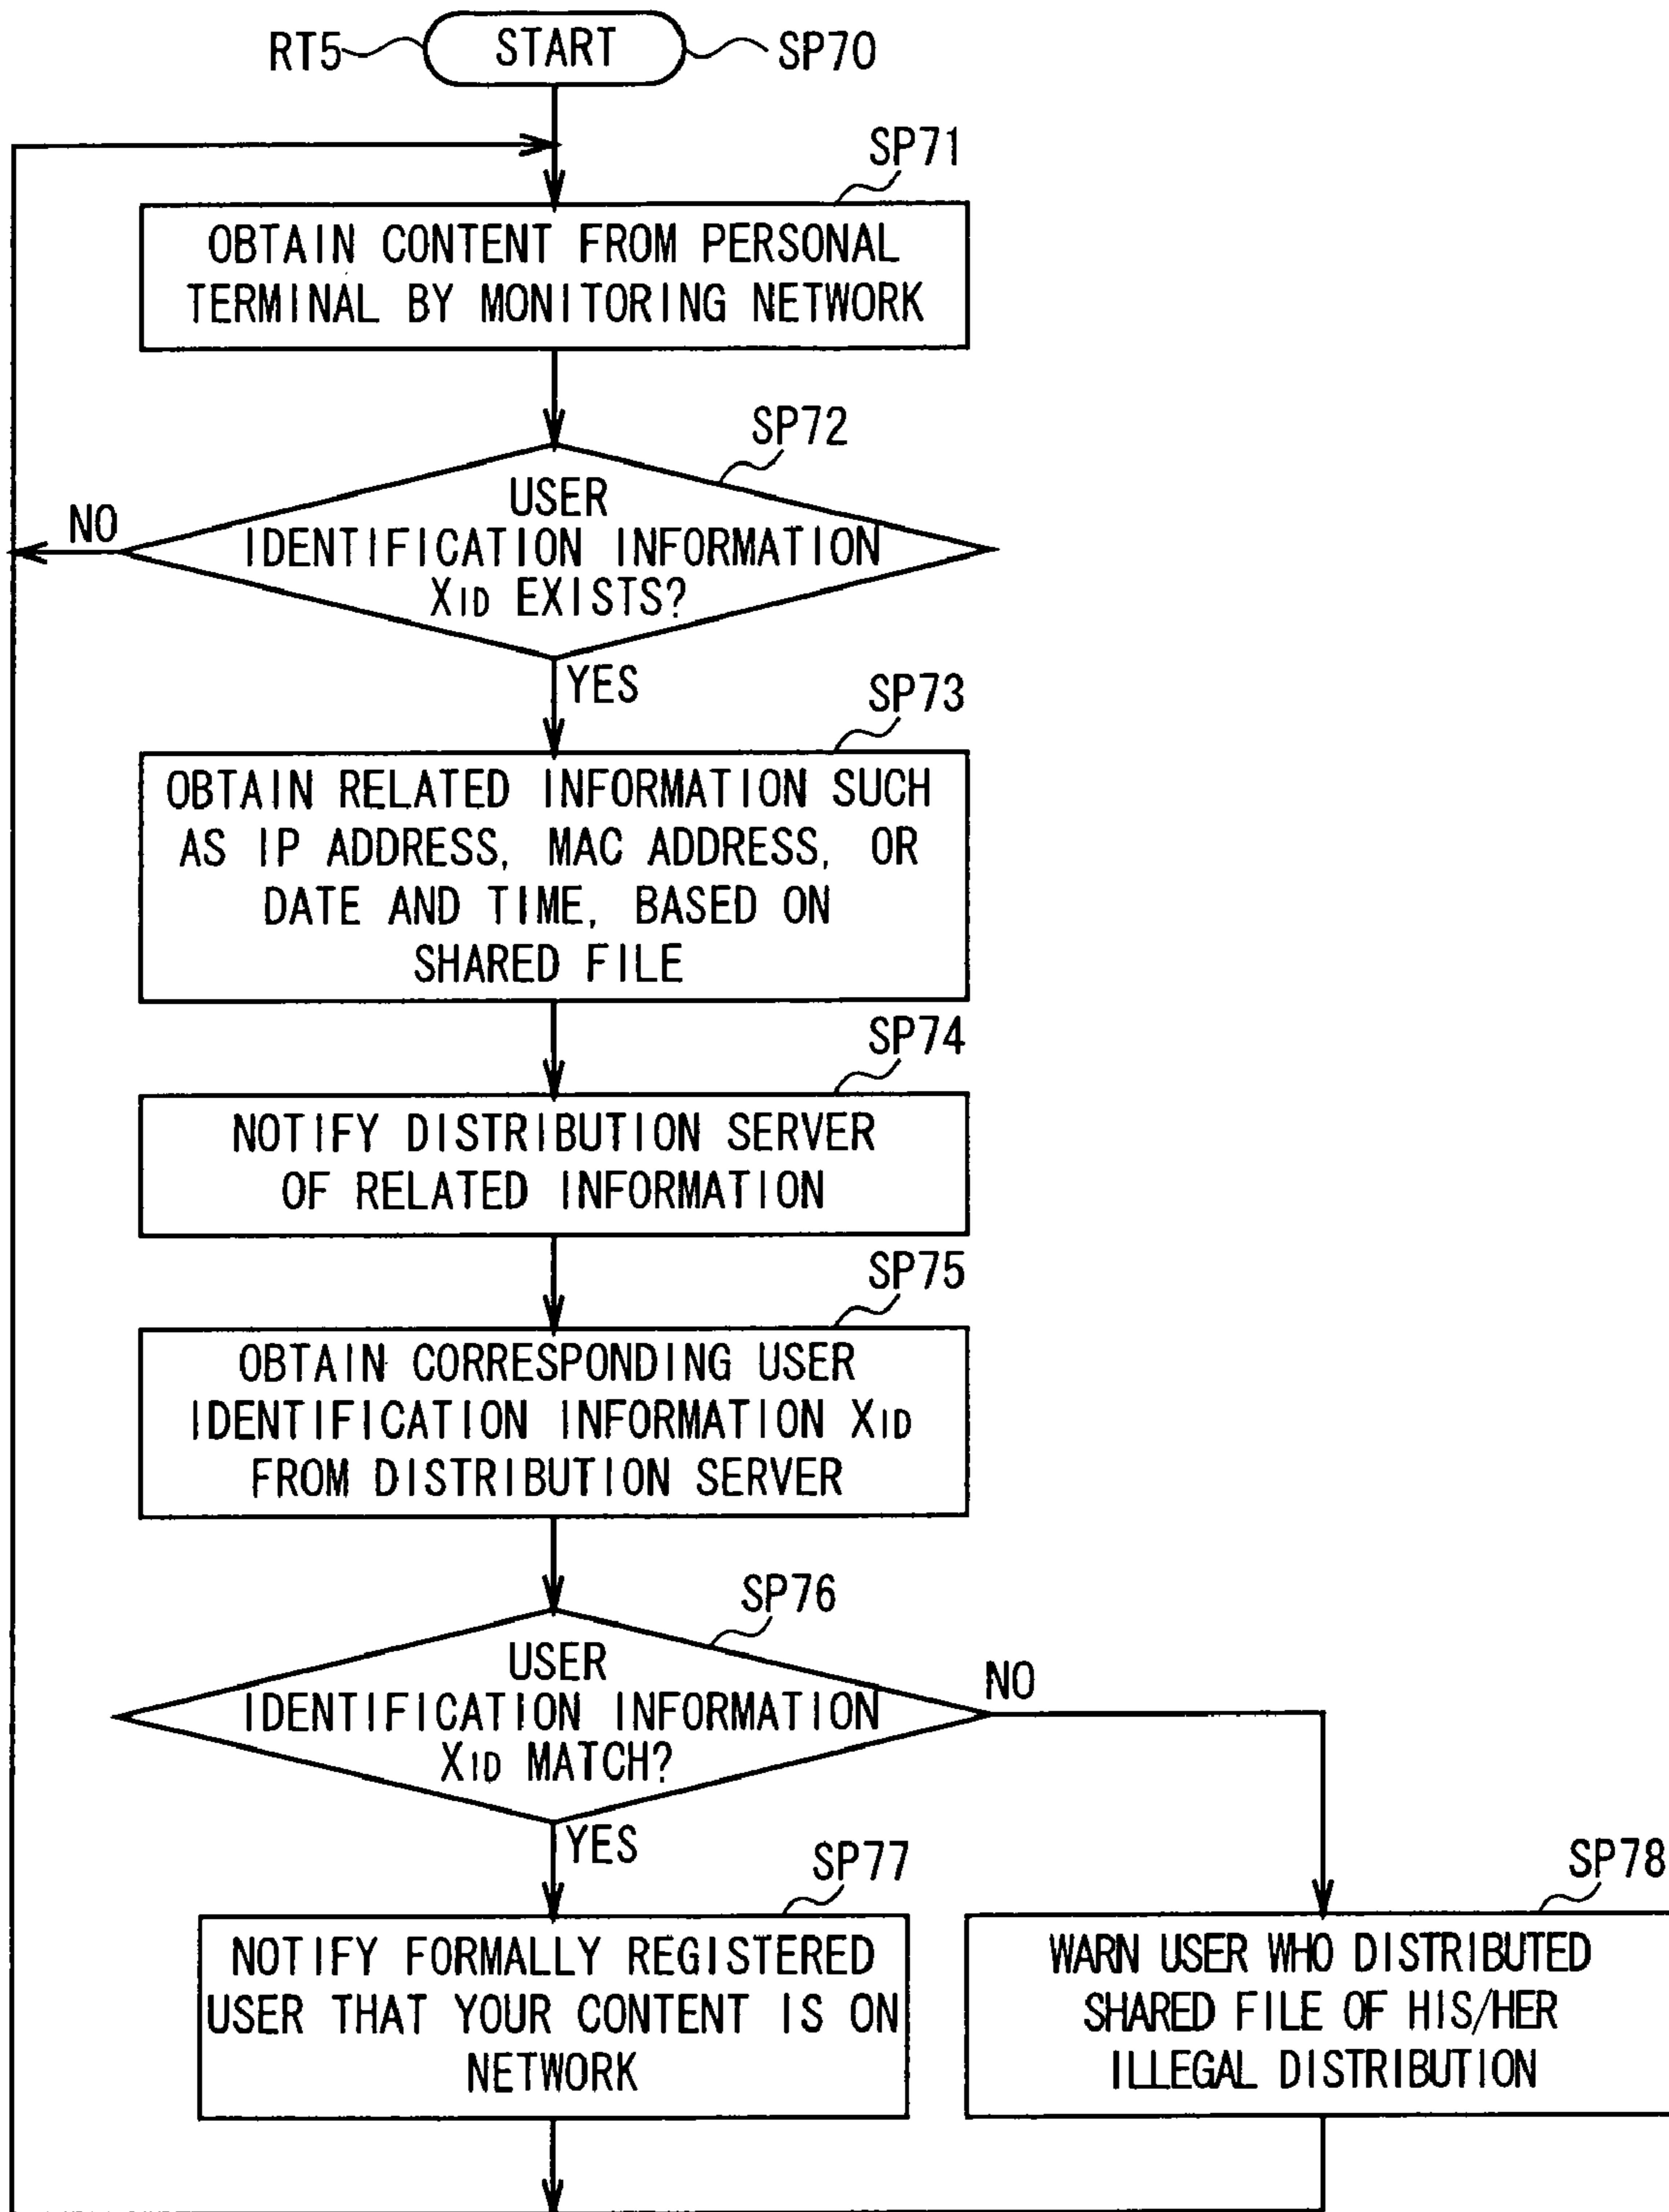 RT5 START SP70
SP71
OBTAIN CONTENT FROM PERSONAL
TERMINAL BY MONITORING NETWORK
SP72
USER
NO IDENTIFICATION INFORMATION
XID EXISTS?
YES
SP73
OBTAIN RELATED INFORMATION SUCH
AS IP ADDRESS, MAC ADDRESS, OR
DATE AND TIME, BASED ON
SHARED FILE
SP74
NOTIFY DISTRIBUTION SERVER
OF RELATED INFORMATION
SP75
OBTAIN CORRESPONDING USER
IDENTIFICATION INFORMATION XID
FROM DISTRIBUTION SERVER
SP76
USER
IDENTIFICATION INFORMATION NO
XID MATCH?
YES
SP77
NOTIFY FORMALLY REGISTERED
USER THAT YOUR CONTENT IS ON
NETWORK
SP78
WARN USER WHO DISTRIBUTED
SHARED FILE OF HIS/HER
ILLEGAL DISTRIBUTION